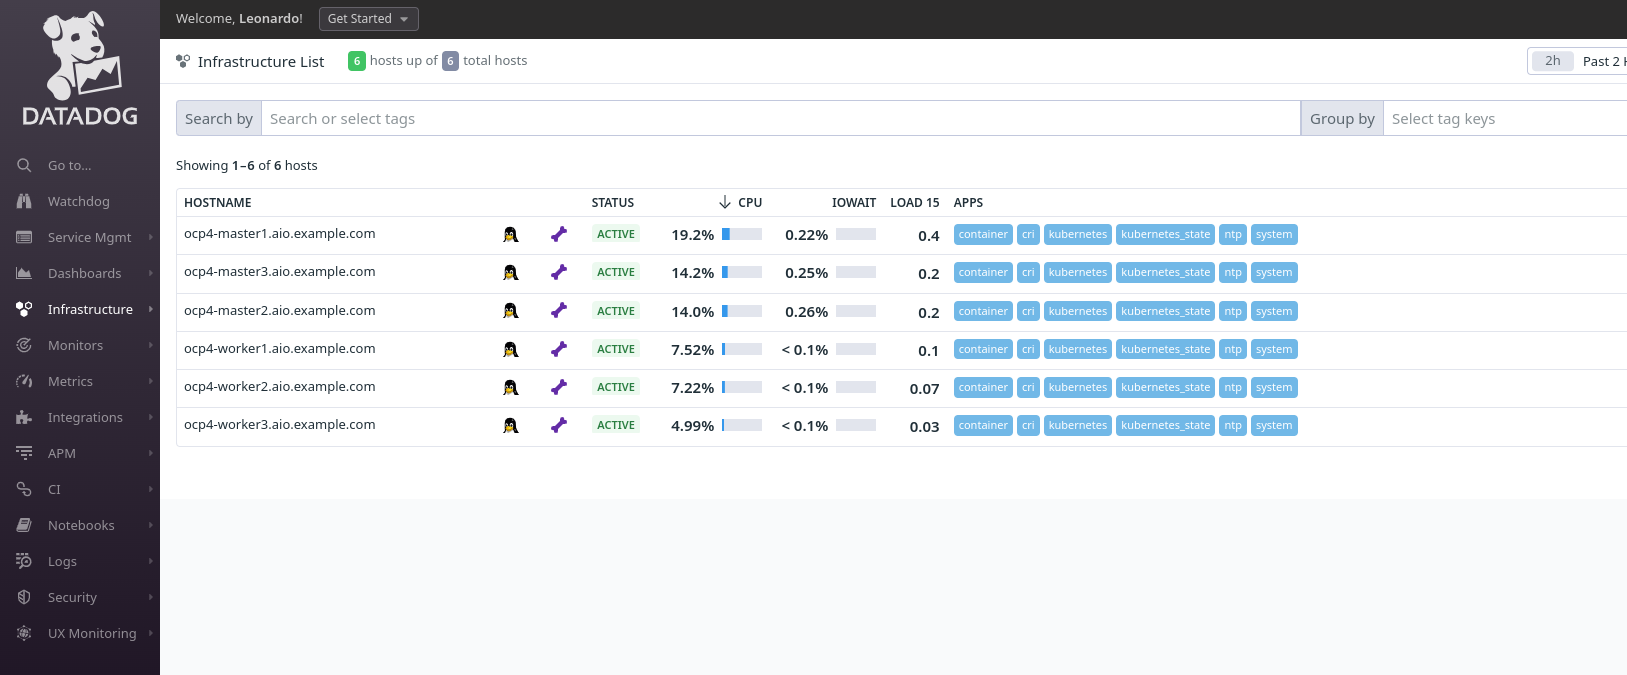 DATADOG
Go to...
Watchdog
Service Mgmt
Dashboards
Infrastructure
Monitors
Metrics
Integrations
APM
CI
Notebooks
Logs
Security
UX Monitoring
Welcome, Leonardo! Get Started
Infrastructure List 6 hosts up of 6 total hosts 2h Past 2 H
Search by Search or select tags Group by Select tag keys
Showing 1–6 of 6 hosts
HOSTNAME STATUS CPU IOWAIT LOAD 15 APPS
ocp4-master1.aio.example.com ACTIVE 19.2% 0.22% 0.4 container cri kubernetes kubernetes_state ntp system
ocp4-master3.aio.example.com ACTIVE 14.2% 0.25% 0.2 container cri kubernetes kubernetes_state ntp system
ocp4-master2.aio.example.com ACTIVE 14.0% 0.26% 0.2 container cri kubernetes kubernetes_state ntp system
ocp4-worker1.aio.example.com ACTIVE 7.52% < 0.1% 0.1 container cri kubernetes kubernetes_state ntp system
ocp4-worker2.aio.example.com ACTIVE 7.22% < 0.1% 0.07 container cri kubernetes kubernetes_state ntp system
ocp4-worker3.aio.example.com ACTIVE 4.99% < 0.1% 0.03 container cri kubernetes kubernetes_state ntp system